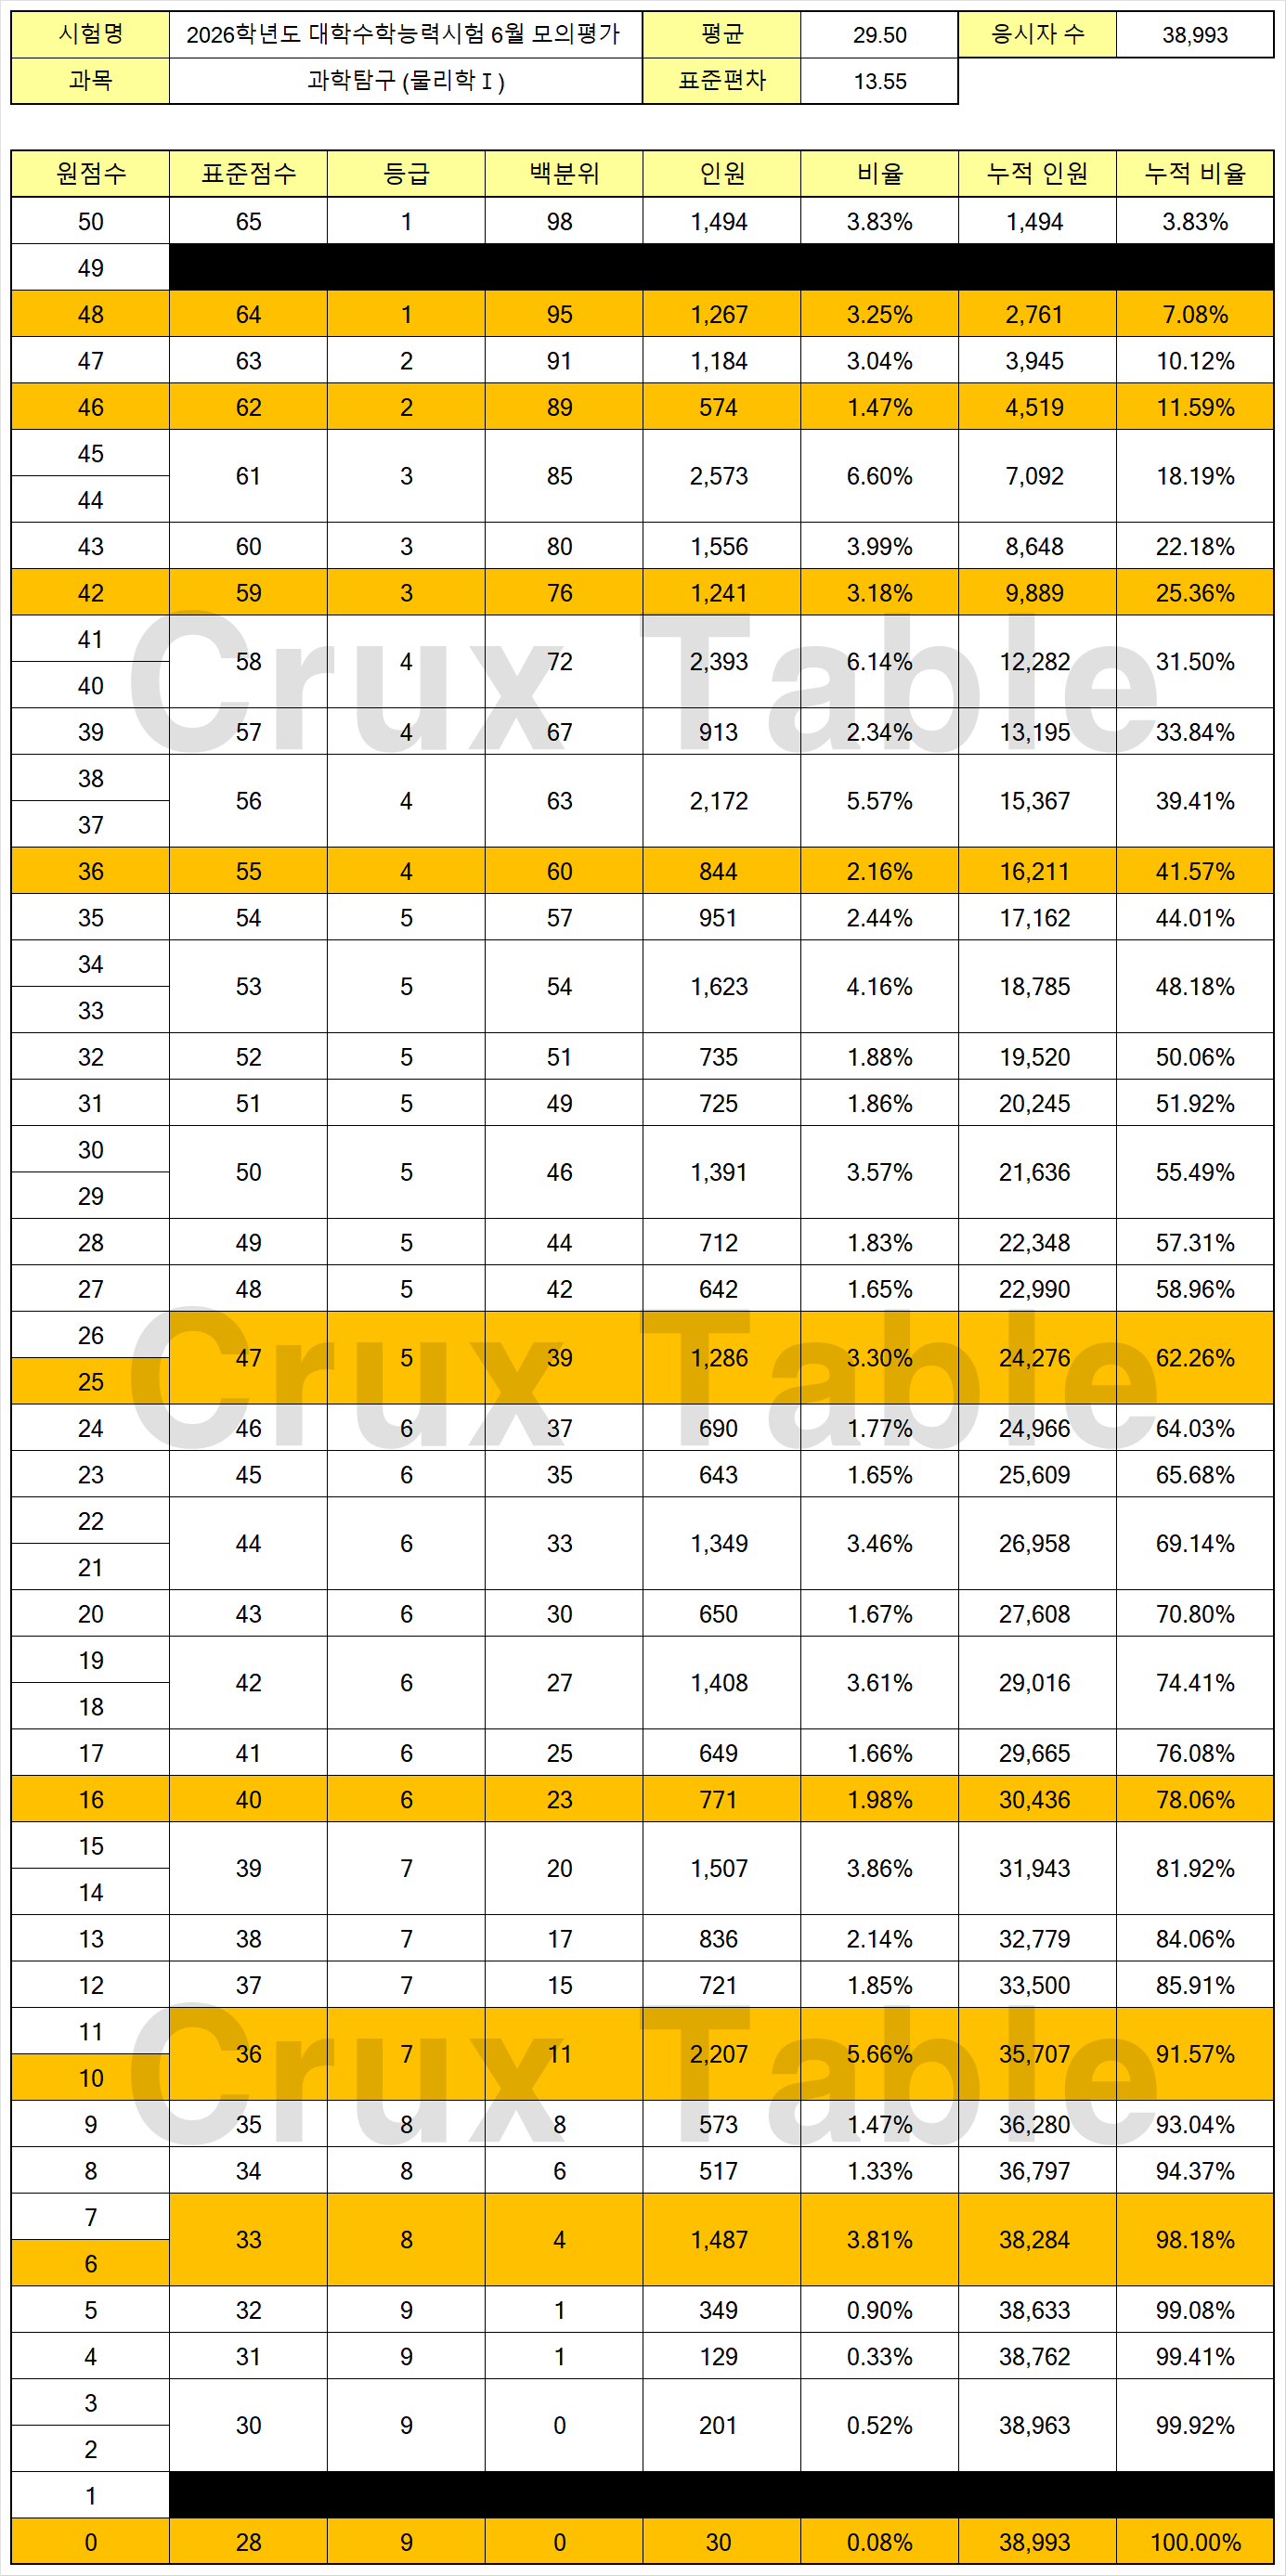 시험명 2026학년도 대학수학능력시험 6월 모의평가 평균 29.50 응시자 수 38,993
과목 과학탐구 (물리학Ⅰ) 표준편차 13.55
원점수 표준점수 등급 백분위 인원 비율 누적 인원 누적 비율
50 65 1 98 1,494 3.83% 1,494 3.83%
49
48 64 1 95 1,267 3.25% 2,761 7.08%
47 63 2 91 1,184 3.04% 3,945 10.12%
46 62 2 89 574 1.47% 4,519 11.59%
45
61 3 85 2,573 6.60% 7,092 18.19%
44
43 60 3 80 1,556 3.99% 8,648 22.18%
42 59 3 76 1,241 3.18% 9,889 25.36%
41
58 4 72 2,393 6.14% 12,282 31.50%
40
Crux Table
39 57 4 67 913 2.34% 13,195 33.84%
38
56 4 63 2,172 5.57% 15,367 39.41%
37
36 55 4 60 844 2.16% 16,211 41.57%
35 54 5 57 951 2.44% 17,162 44.01%
34
53 5 54 1,623 4.16% 18,785 48.18%
33
32 52 5 51 735 1.88% 19,520 50.06%
31 51 5 49 725 1.86% 20,245 51.92%
30
50 5 46 1,391 3.57% 21,636 55.49%
29
28 49 5 44 712 1.83% 22,348 57.31%
27 48 5 42 642 1.65% 22,990 58.96%
26
47 5 39 1,286 3.30% 24,276 62.26%
25
Crux Table
24 46 6 37 690 1.77% 24,966 64.03%
23 45 6 35 643 1.65% 25,609 65.68%
22
44 6 33 1,349 3.46% 26,958 69.14%
21
20 43 6 30 650 1.67% 27,608 70.80%
19
42 6 27 1,408 3.61% 29,016 74.41%
18
17 41 6 25 649 1.66% 29,665 76.08%
16 40 6 23 771 1.98% 30,436 78.06%
15
39 7 20 1,507 3.86% 31,943 81.92%
14
13 38 7 17 836 2.14% 32,779 84.06%
12 37 7 15 721 1.85% 33,500 85.91%
11
36 7 11 2,207 5.66% 35,707 91.57%
10
Crux Table
9 35 8 8 573 1.47% 36,280 93.04%
8 34 8 6 517 1.33% 36,797 94.37%
7
33 8 4 1,487 3.81% 38,284 98.18%
6
5 32 9 1 349 0.90% 38,633 99.08%
4 31 9 1 129 0.33% 38,762 99.41%
3
30 9 0 201 0.52% 38,963 99.92%
2
1
0 28 9 0 30 0.08% 38,993 100.00%